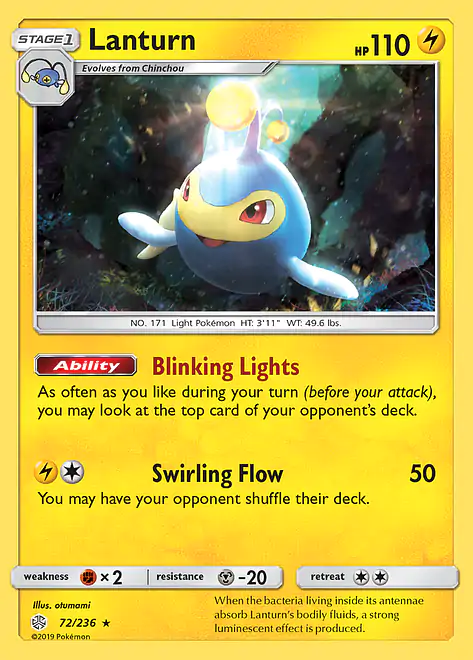 STAGE 1 Lanturn HP 110
Evolves from Chinchou
NO. 171 Light Pokémon HT: 3'11" WT: 49.6 lbs.
Ability Blinking Lights
As often as you like during your turn (before your attack),
you may look at the top card of your opponent's deck.
Swirling Flow 50
You may have your opponent shuffle their deck.
weakness × 2 resistance -20 retreat
Illus. otumami
72/236 ★
©2019 Pokémon
When the bacteria living inside its antennae
absorb Lanturn's bodily fluids, a strong
luminescent effect is produced.